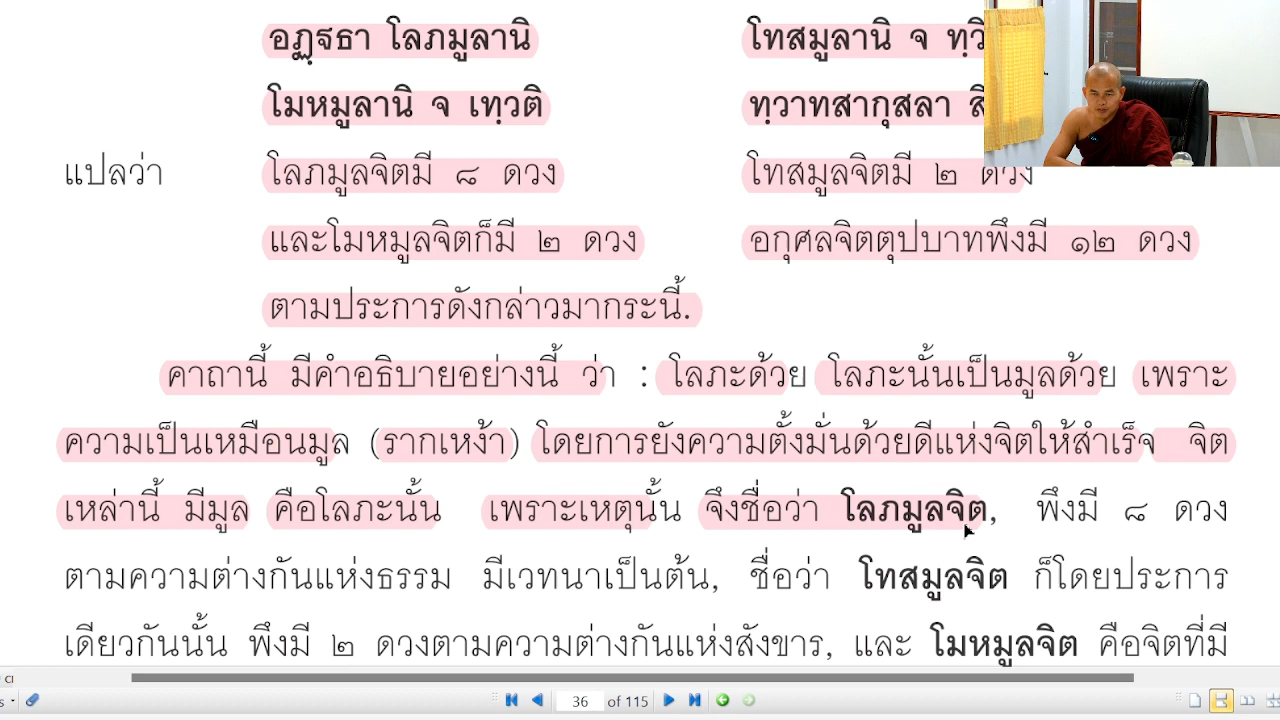 อฏฺฐธา โลภมูลานิ โทสมูลานิ จ
โมหมูลานิ จ เทฺวติ ทฺวาทสากุสลา
แปลว่า โลภมูลจิตมี ๘ ดวง โทสมูลจิตมี ๒ ดวง
และโมหมูลจิตก็มี ๒ ดวง อกุศลจิตตุปบาทพึงมี ๑๒ ดวง
ตามประการดังกล่าวมากระนี้.
คาถานี้ มีคำอธิบายอย่างนี้ ว่า : โลภะด้วย โลภะนั้นเป็นมูลด้วย เพราะ
ความเป็นเหมือนมูล (รากเหง้า) โดยการยังความตั้งมั่นด้วยดีแห่งจิตให้สำเร็จ จิต
เหล่านี้ มีมูล คือโลภะนั้น เพราะเหตุนั้น จึงชื่อว่า โลภมูลจิต, พึงมี ๘ ดวง
ตามความต่างกันแห่งธรรม มีเวทนาเป็นต้น, ชื่อว่า โทสมูลจิต ก็โดยประการ
เดียวกันนั้น พึงมี ๒ ดวงตามความต่างกันแห่งสังขาร, และ โมหมูลจิต คือจิตที่มี
36 of 115